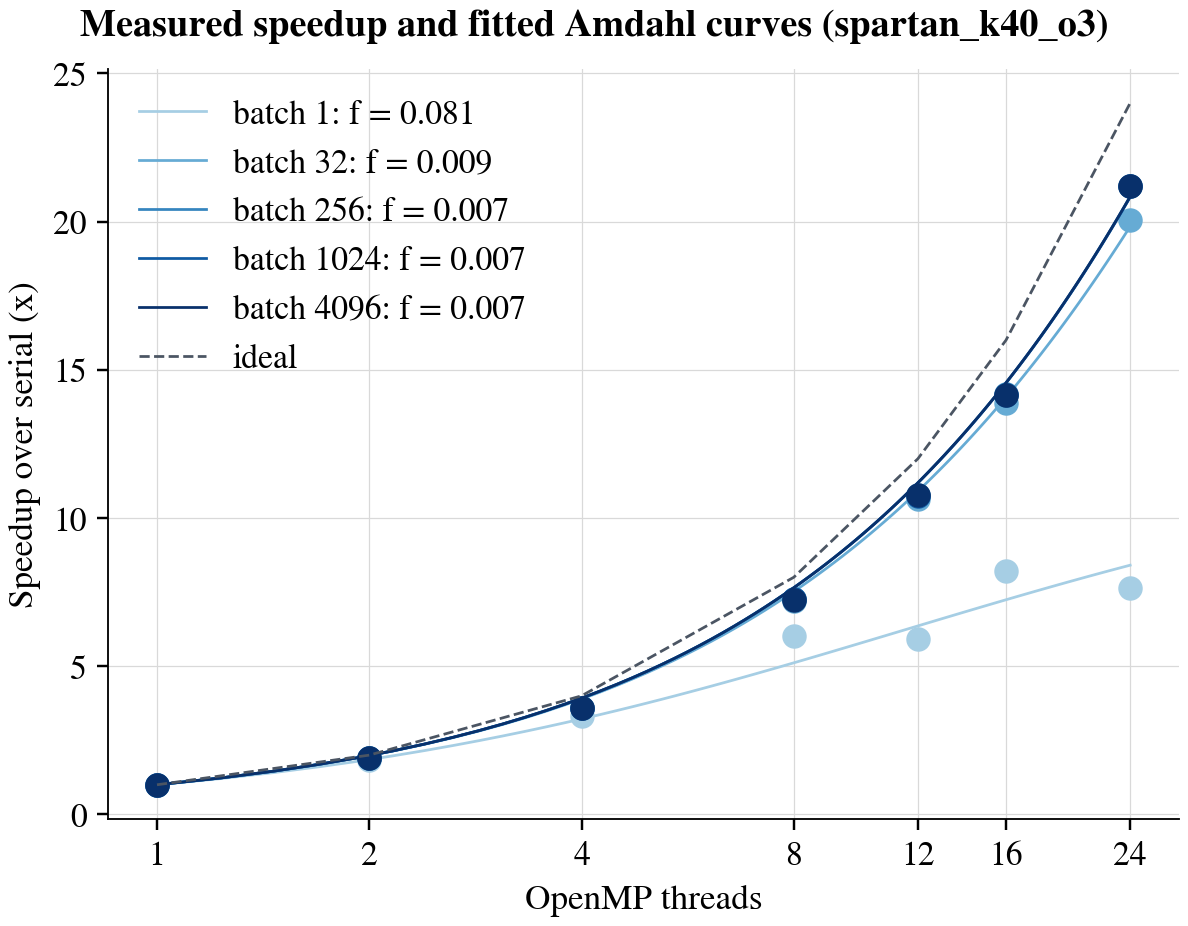 Measured speedup and fitted Amdahl curves (spartan_k40_o3)
25
20
15
10
5
0
Speedup over serial (x)
batch 1: f = 0.081
batch 32: f = 0.009
batch 256: f = 0.007
batch 1024: f = 0.007
batch 4096: f = 0.007
ideal
1 2 4 8 12 16 24
OpenMP threads